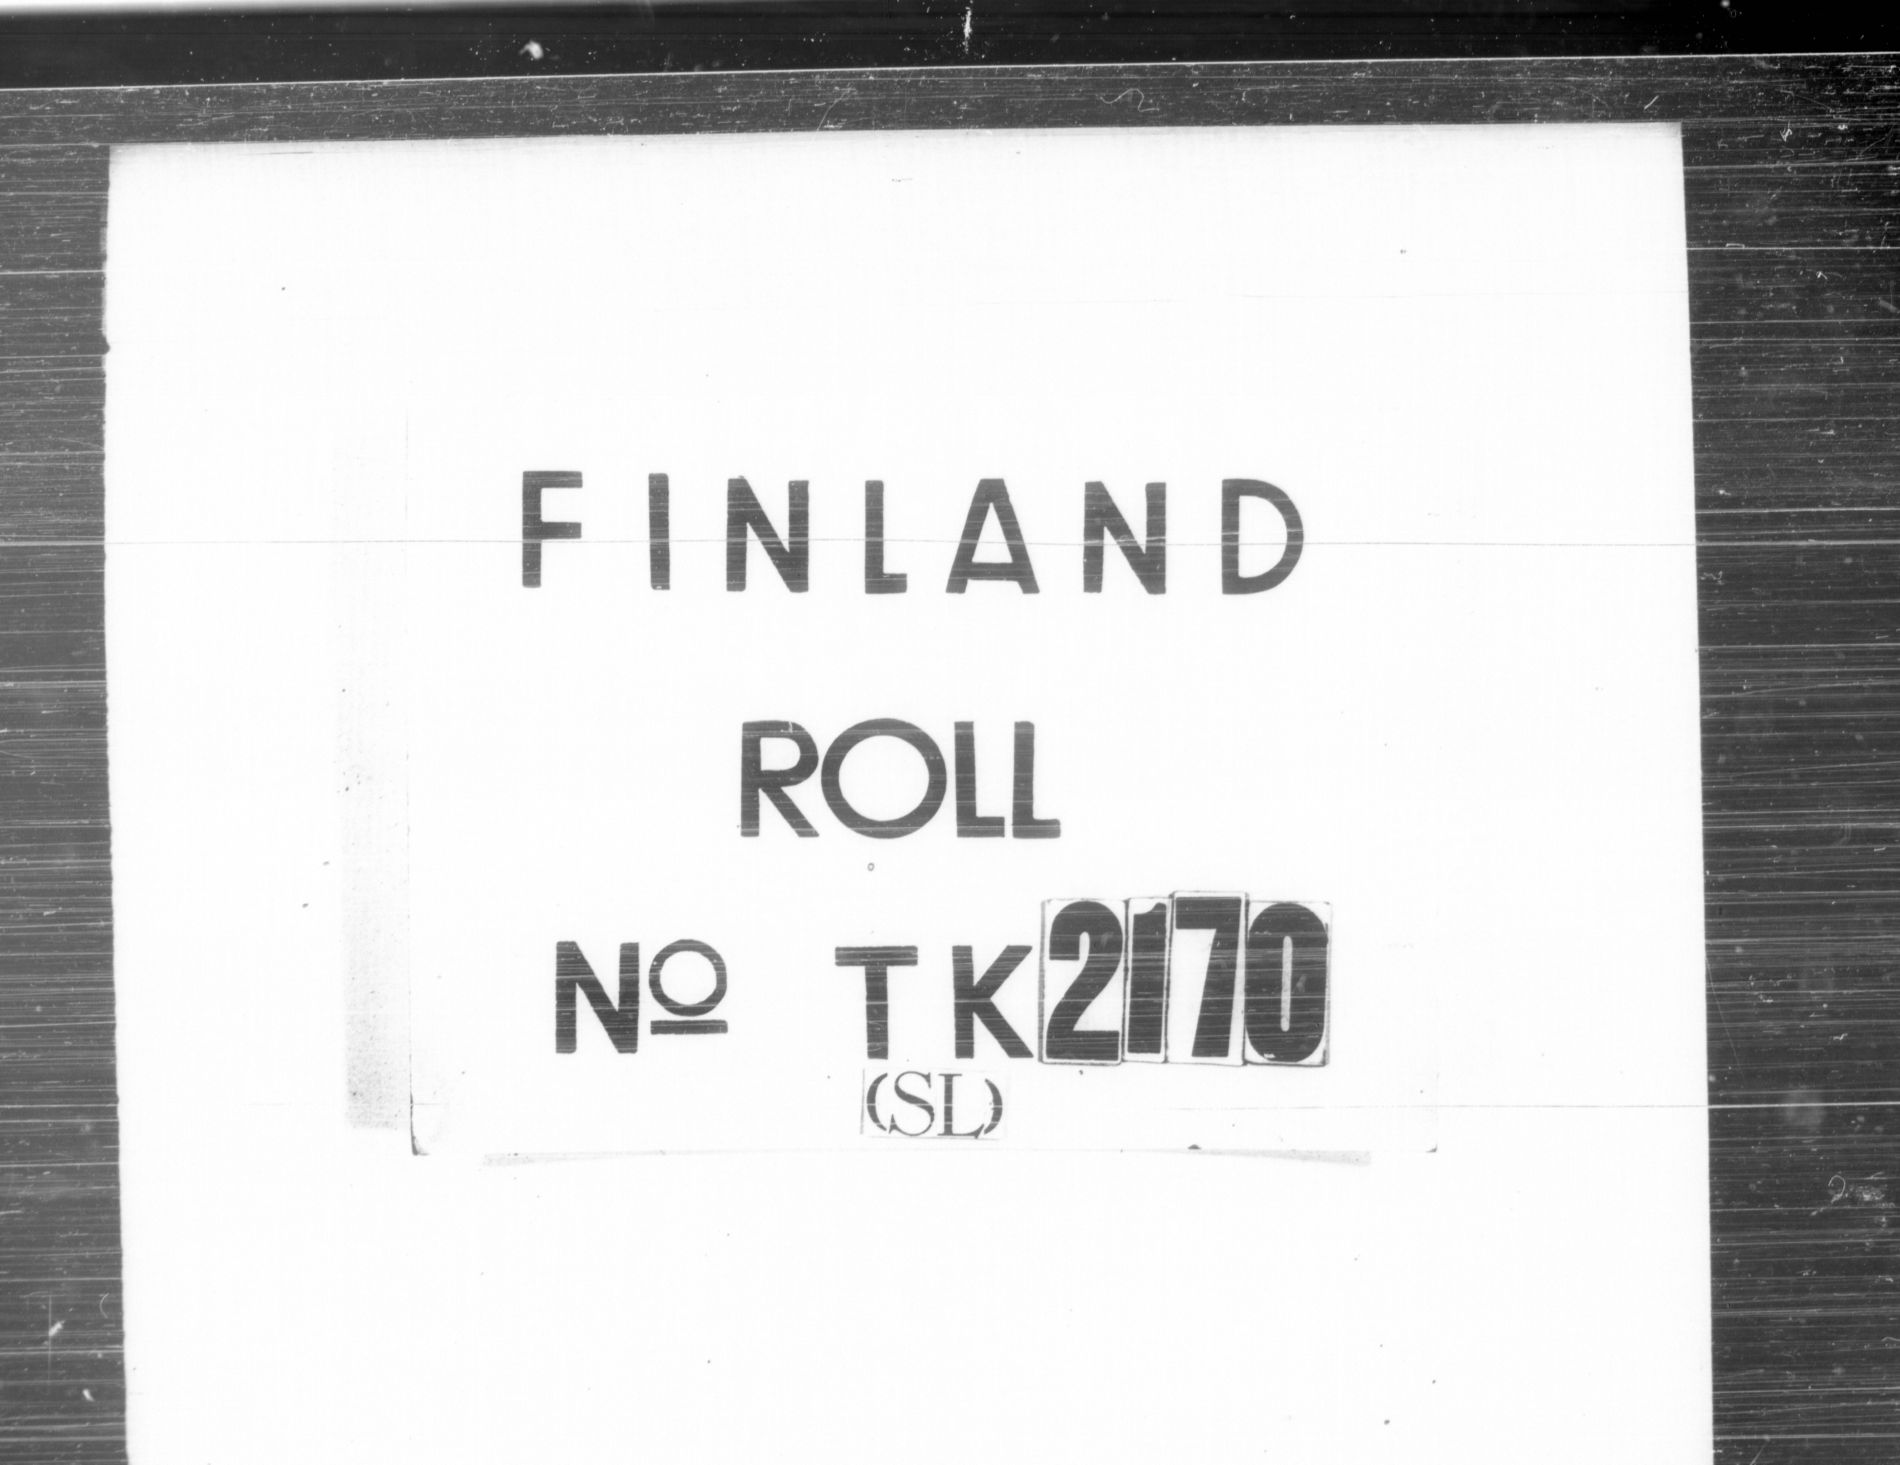 FINLAND
ROLL
Nº TK2170
(SL)